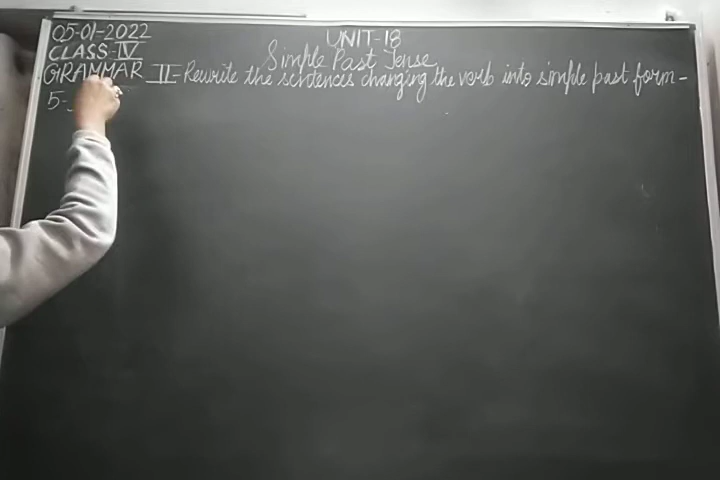 05-01-2022
UNIT-18
CLASS-IV
Simple Past Tense
GRAMMAR II-Rewrite the sentences changing the verb into simple past form-
5-